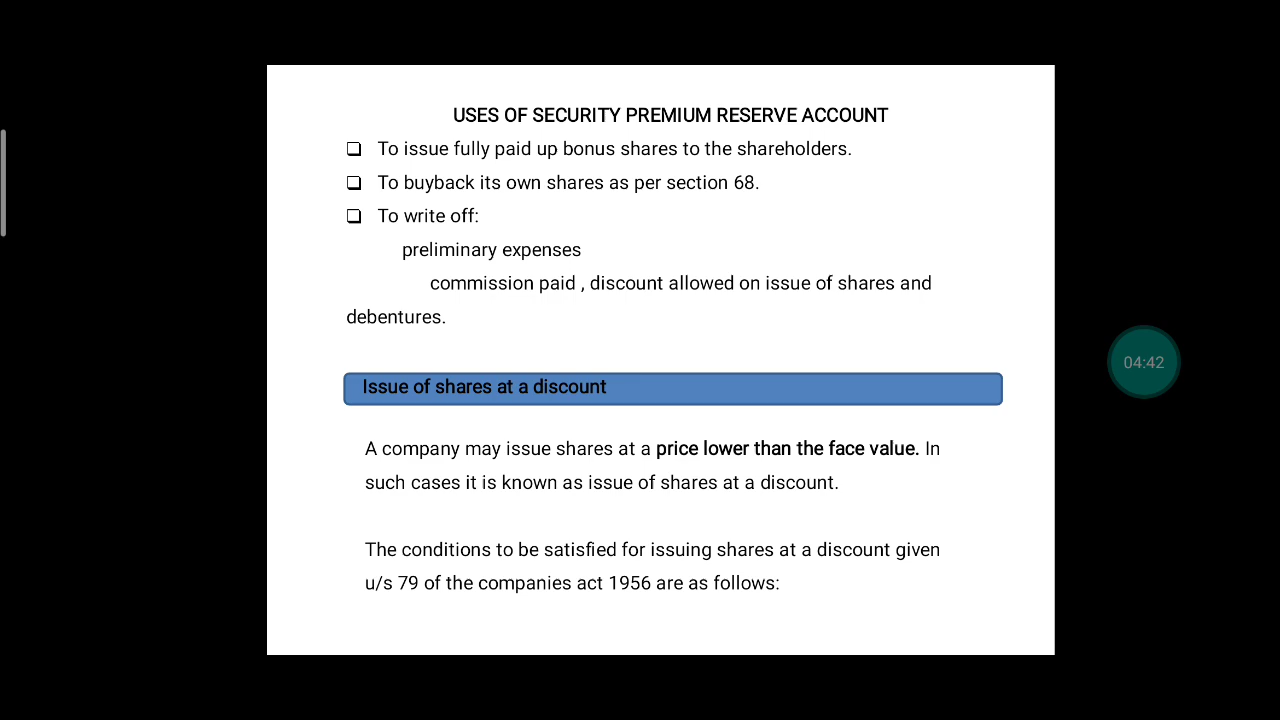 USES OF SECURITY PREMIUM RESERVE ACCOUNT
❑ To issue fully paid up bonus shares to the shareholders.
❑ To buyback its own shares as per section 68.
❑ To write off:
preliminary expenses
commission paid , discount allowed on issue of shares and
debentures.
Issue of shares at a discount
A company may issue shares at a price lower than the face value. In
such cases it is known as issue of shares at a discount.
The conditions to be satisfied for issuing shares at a discount given
u/s 79 of the companies act 1956 are as follows:
04:42